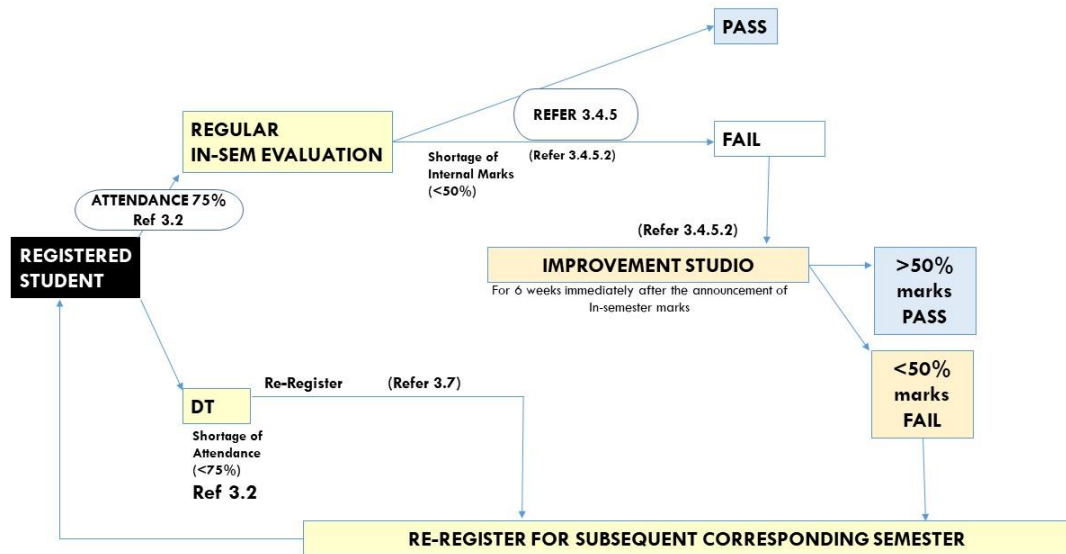 PASS
REFER 3.4.5
REGULAR
IN-SEM EVALUATION
Shortage of
Internal Marks
(<50%)
(Refer 3.4.5.2)
FAIL
ATTENDANCE 75%
Ref 3.2
REGISTERED
STUDENT
(Refer 3.4.5.2)
IMPROVEMENT STUDIO
For 6 weeks immediately after the announcement of
In-semester marks
>50%
marks
PASS
<50%
marks
FAIL
Re-Register
(Refer 3.7)
DT
Shortage of
Attendance
(<75%)
Ref 3.2
RE-REGISTER FOR SUBSEQUENT CORRESPONDING SEMESTER